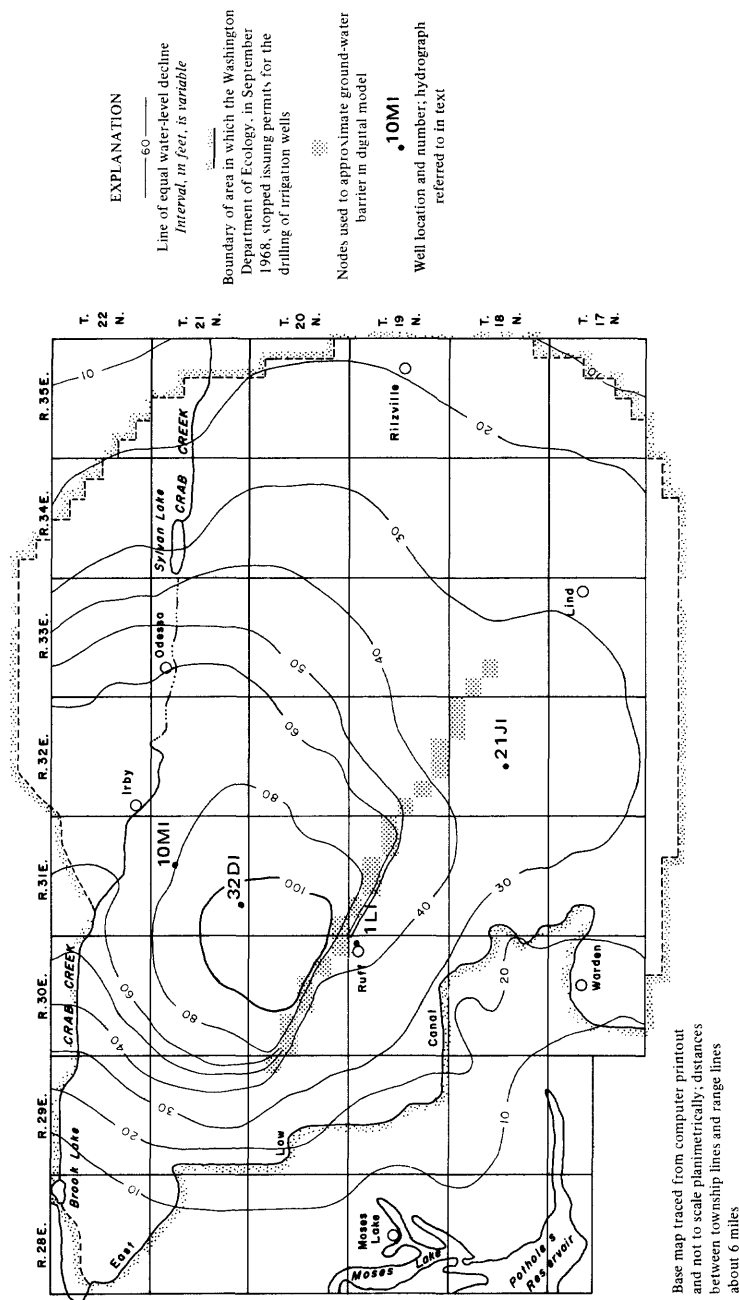 EXPLANATION
60
Line of equal water-level decline
Interval, in feet, is variable
Boundary of area in which the Washington
Department of Ecology, in September
1968, stopped issuing permits for the
drilling of irrigation wells
Nodes used to approximate ground-water
barrier in digital model
10M1
Well location and number; hydrograph
referred to in text
R.28E. R.29E. R.30E. R.31E. R.32E. R.33E. R.34E. R.35E.
T. 22 N.
T. 21 N.
T. 20 N.
T. 19 N.
T. 18 N.
T. 17 N.
Brook Lake
CRAB CREEK
Irby
Odessa
Sylvan Lake
CRAB CREEK
10M1
32D1
1L1
21J1
Ruff
Ritzville
Lind
Warden
East
Low
Canal
Moses Lake
Moses Lake
Potholes Reservoir
10
20
30
40
60
80
100
80
60
50
40
30
20
10
10
40
30
20
10
Base map traced from computer printout
and not to scale planimetrically; distances
between township lines and range lines
about 6 miles